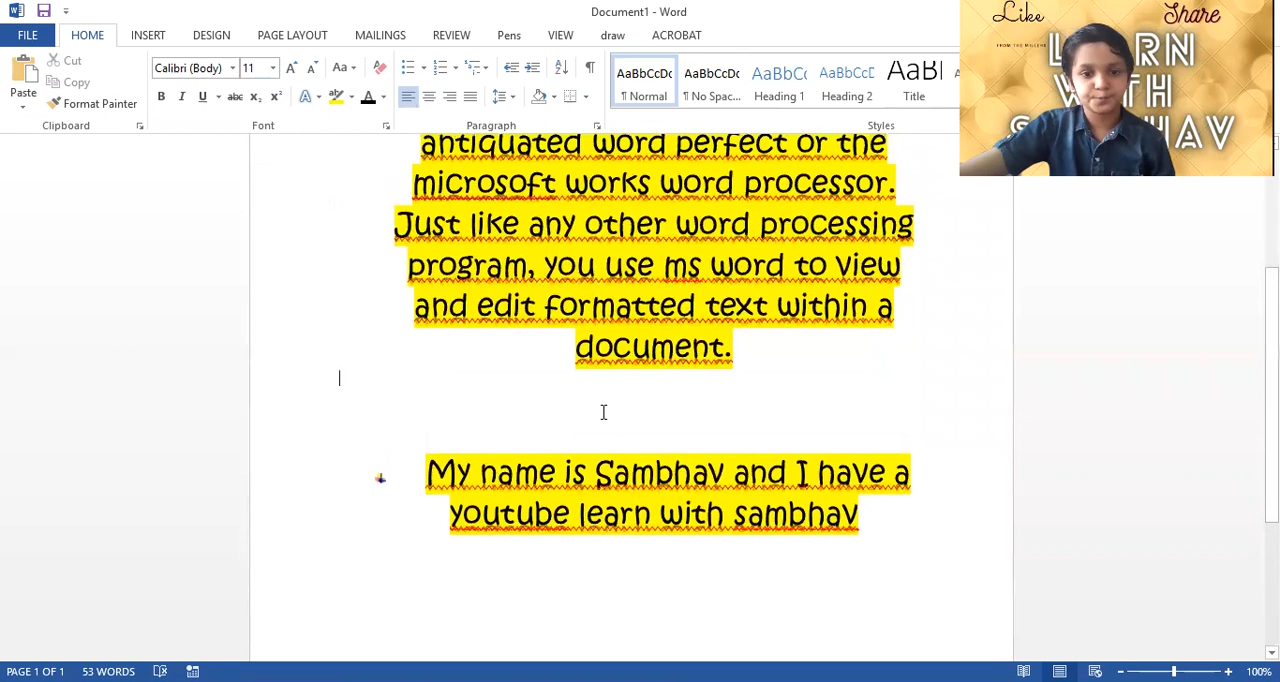 Document1 - Word
FILE
HOME
INSERT
DESIGN
PAGE LAYOUT
MAILINGS
REVIEW
Pens
VIEW
draw
ACROBAT
Paste
Cut
Copy
Format Painter
Clipboard
Calibri (Body)
11
Font
Paragraph
AaBbCcDc
¶ Normal
AaBbCcDc
¶ No Spac...
AaBbCc
Heading 1
AaBbCcC
Heading 2
AaBI
Title
Styles
Like
Share
LEARN
WITH
antiquated word perfect or the
microsoft works word processor.
Just like any other word processing
program, you use ms word to view
and edit formatted text within a
document.
My name is Sambhav and I have a
youtube learn with sambhav
PAGE 1 OF 1
53 WORDS
100%